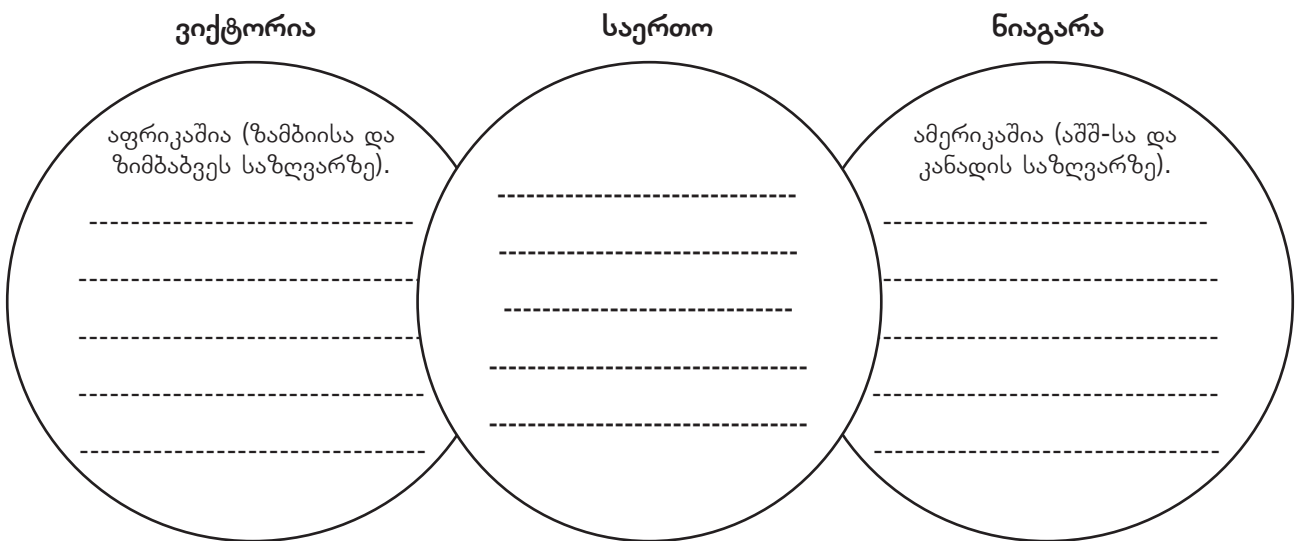 ვიქტორია
საერთო
ნიაგარა
აფრიკაშია (ზამბიისა და
ზიმბაბვეს საზღვარზე).
ამერიკაშია (აშშ-სა და
კანადის საზღვარზე).